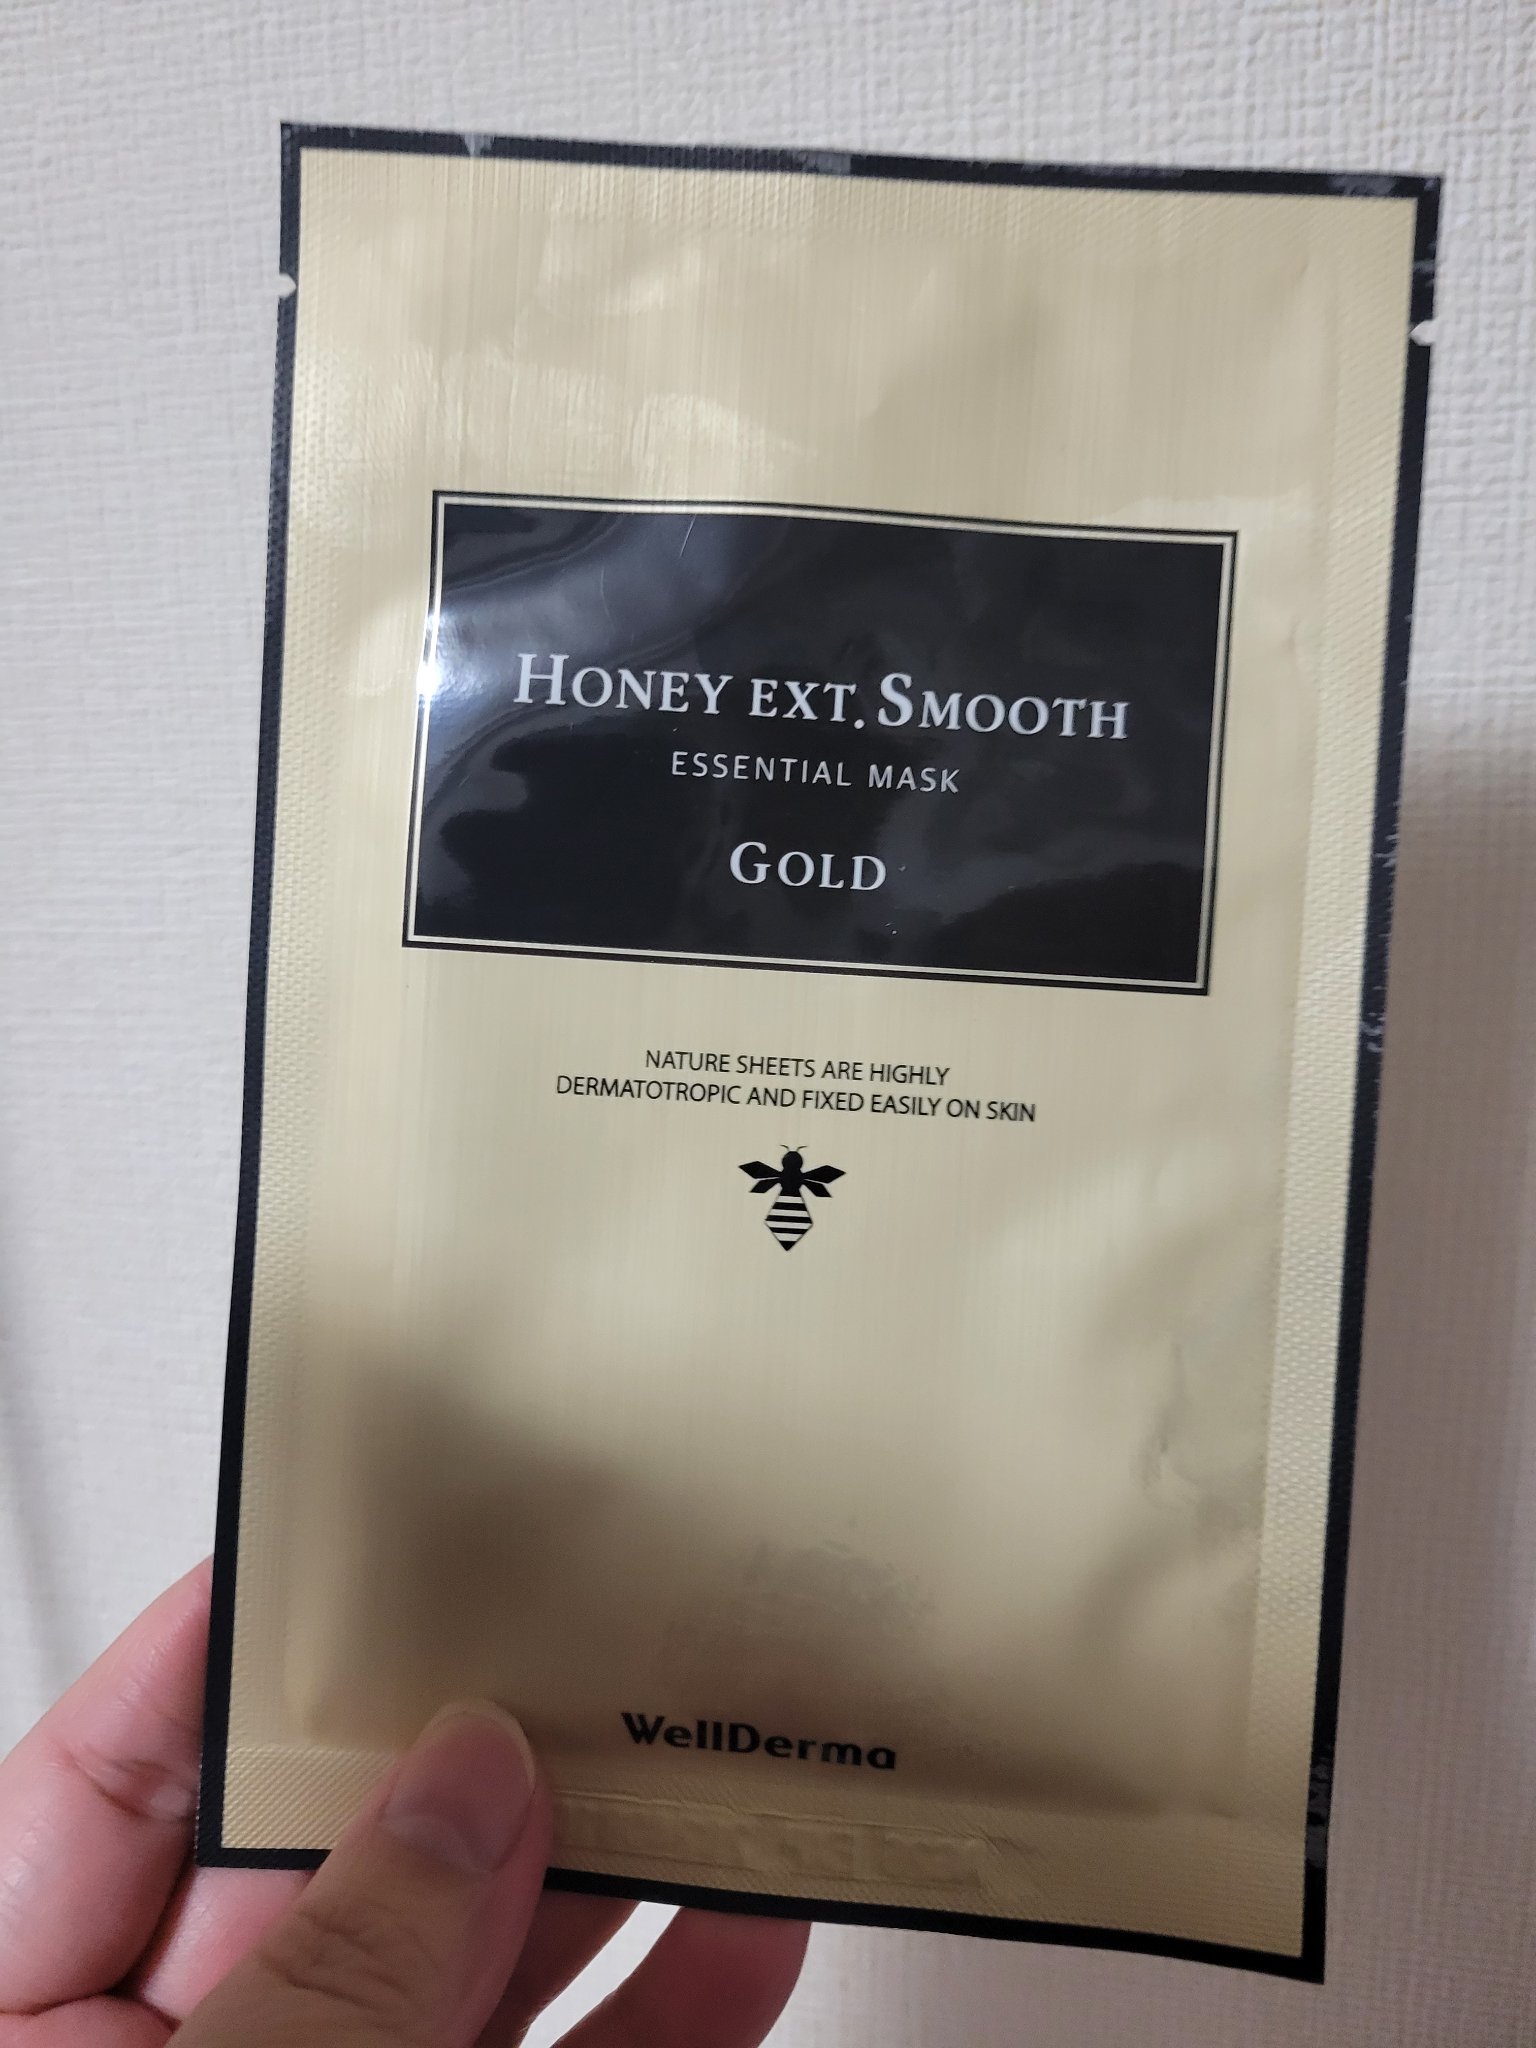 HONEY EXT. SMOOTH
ESSENTIAL MASK
GOLD
NATURE SHEETS ARE HIGHLY
DERMATOTROPIC AND FIXED EASILY ON SKIN
WellDerma